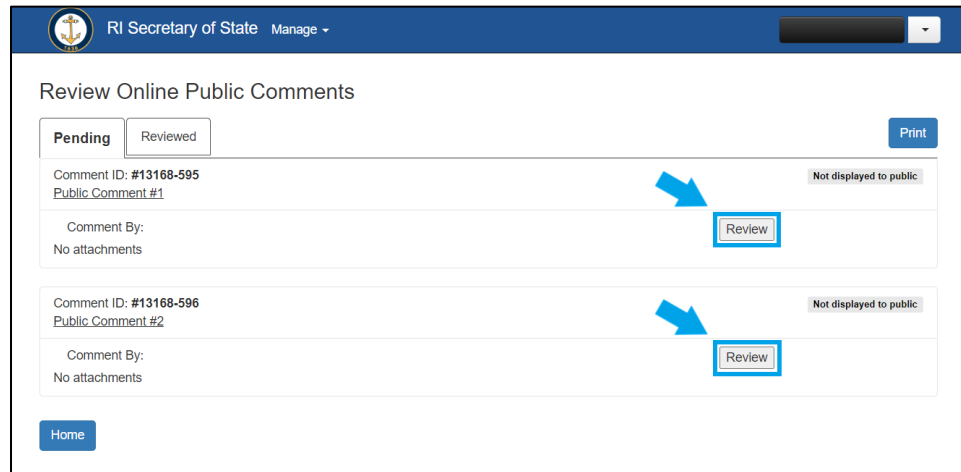 RI Secretary of State Manage
Review Online Public Comments
Pending Reviewed Print
Comment ID: #13168-595 Not displayed to public
Public Comment #1
Comment By: Review
No attachments
Comment ID: #13168-596 Not displayed to public
Public Comment #2
Comment By: Review
No attachments
Home